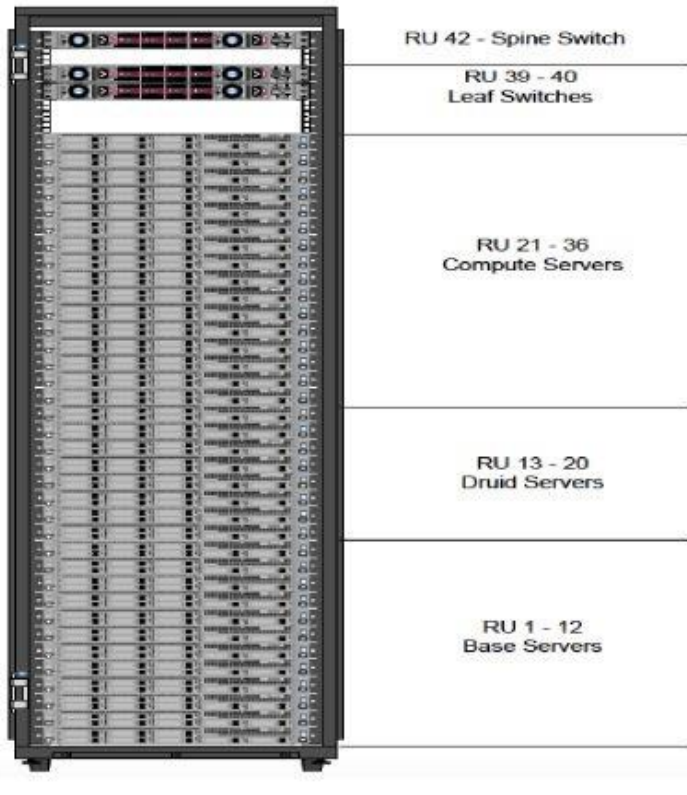 RU 42 - Spine Switch
RU 39 - 40
Leaf Switches
RU 21 - 36
Compute Servers
RU 13 - 20
Druid Servers
RU 1 - 12
Base Servers